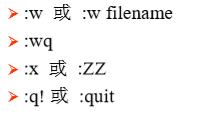 :w 或 :w filename
:wq
:x 或 :ZZ
:q! 或 :quit